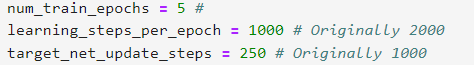 num_train_epochs = 5 #
learning_steps_per_epoch = 1000 # Originally 2000
target_net_update_steps = 250 # Originally 1000